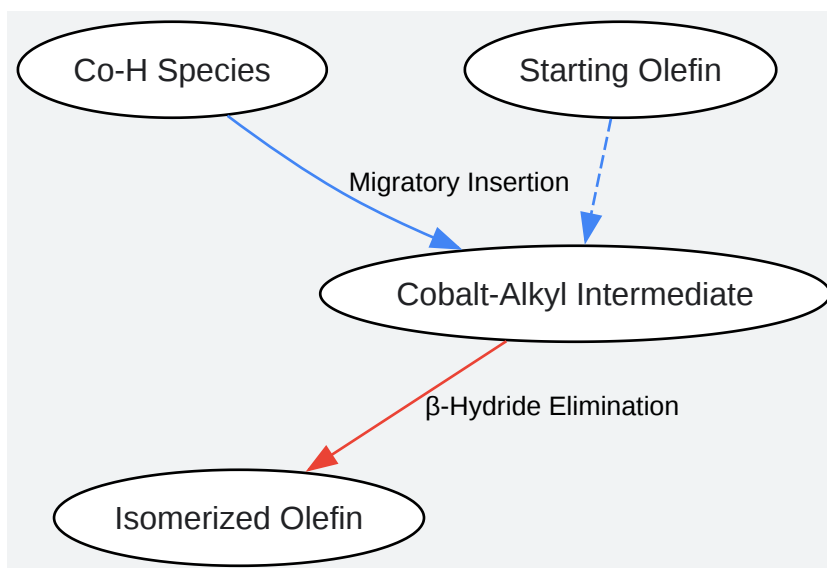 Co-H Species
Starting Olefin
Migratory Insertion
Cobalt-Alkyl Intermediate
β-Hydride Elimination
Isomerized Olefin